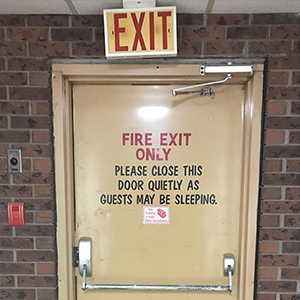 EXIT
FIRE EXIT
ONLY
PLEASE CLOSE THIS
DOOR QUIETLY AS
GUESTS MAY BE SLEEPING.